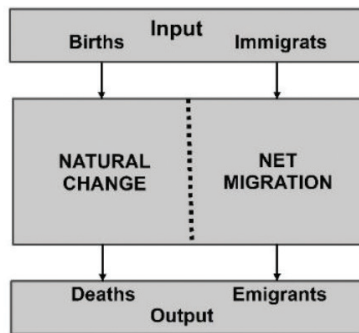 Input
Births Immigrats
NATURAL NET
CHANGE MIGRATION
Deaths Emigrants
Output